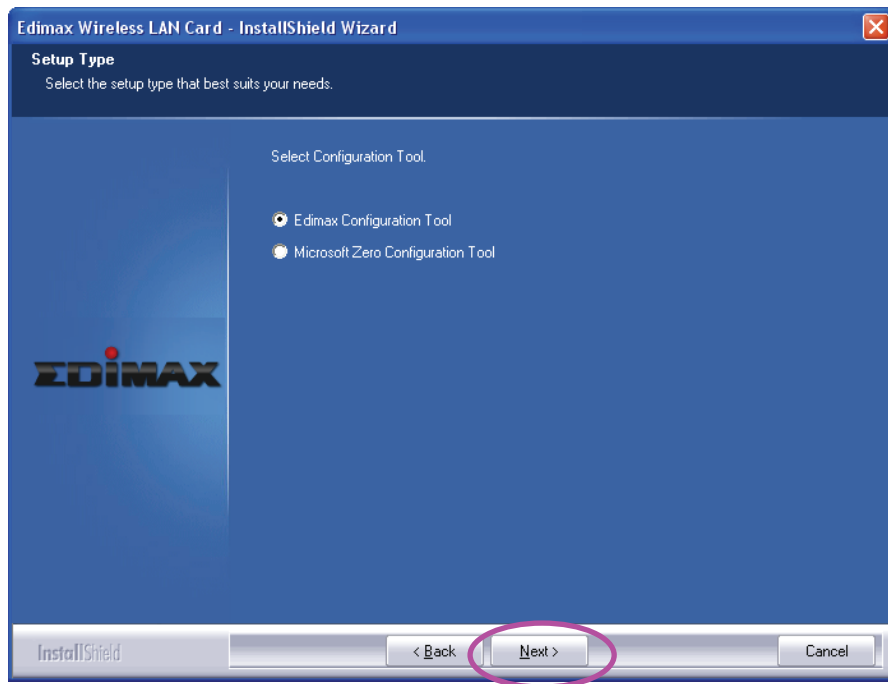 Edimax Wireless LAN Card - InstallShield Wizard
Setup Type
Select the setup type that best suits your needs.
Select Configuration Tool.
Edimax Configuration Tool
Microsoft Zero Configuration Tool
EDiMAX
InstallShield
< Back
Next >
Cancel